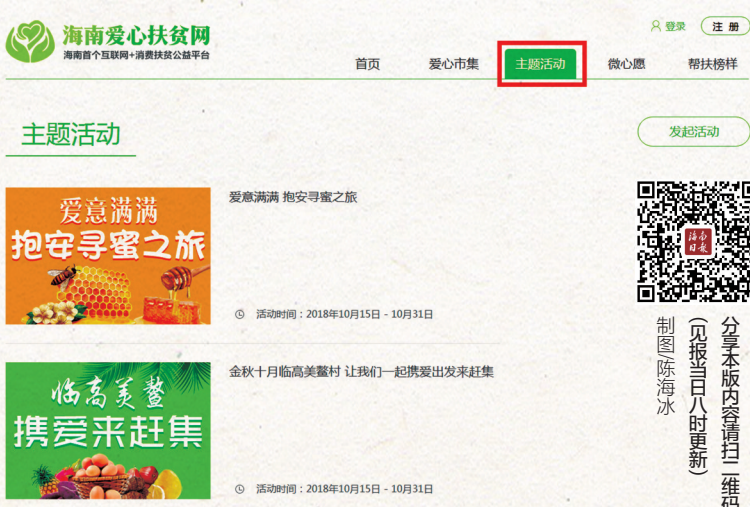 海南爱心扶贫网
海南首个互联网+消费扶贫公益平台
登录
注 册
首页
爱心市集
主题活动
微心愿
帮扶榜样
主题活动
发起活动
爱意满满
抱安寻蜜之旅
爱意满满 抱安寻蜜之旅
活动时间：2018年10月15日 - 10月31日
临高美鳌
携爱来赶集
金秋十月临高美鳌村 让我们一起携爱出发来赶集
活动时间：2018年10月15日 - 10月31日
海南
日报
分享本版内容请扫二维码
（见报当日八时更新）
制图/陈海冰